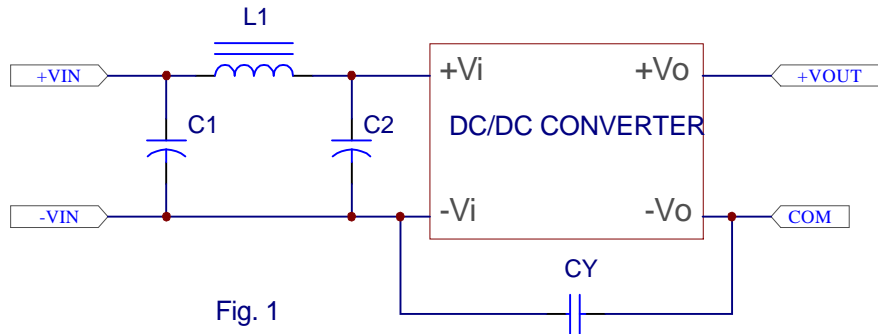 L1
+VIN
+Vi
+Vo
+VOUT
C1
C2
DC/DC CONVERTER
-VIN
-Vi
-Vo
COM
CY
Fig. 1